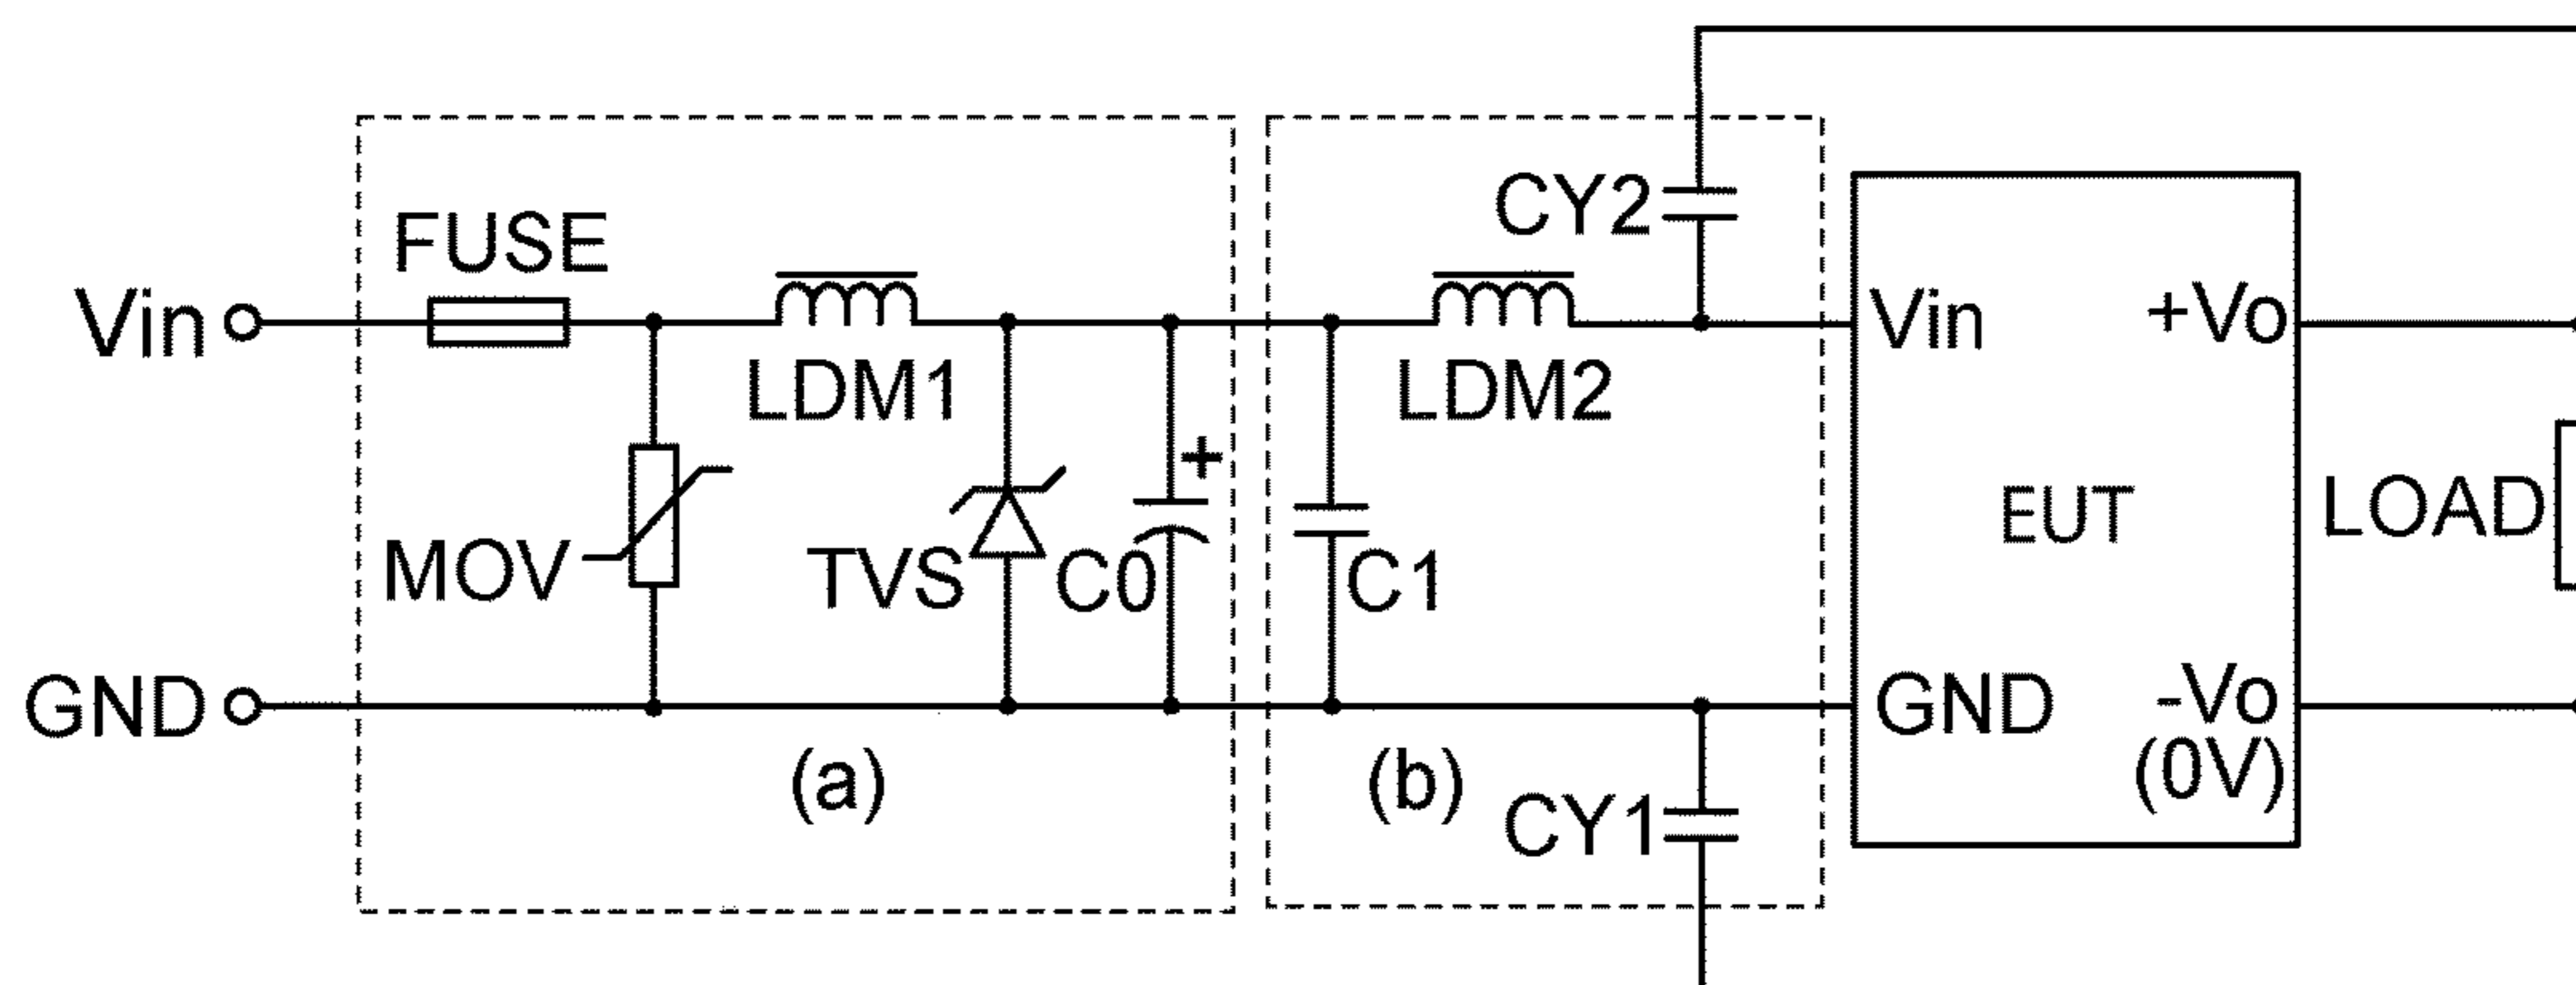 CY2
FUSE
Vin
LDM1
LDM2
Vin
+Vo
+
MOV
TVS
C0
C1
EUT
LOAD
GND
GND
-Vo
(0V)
(a)
(b)
CY1